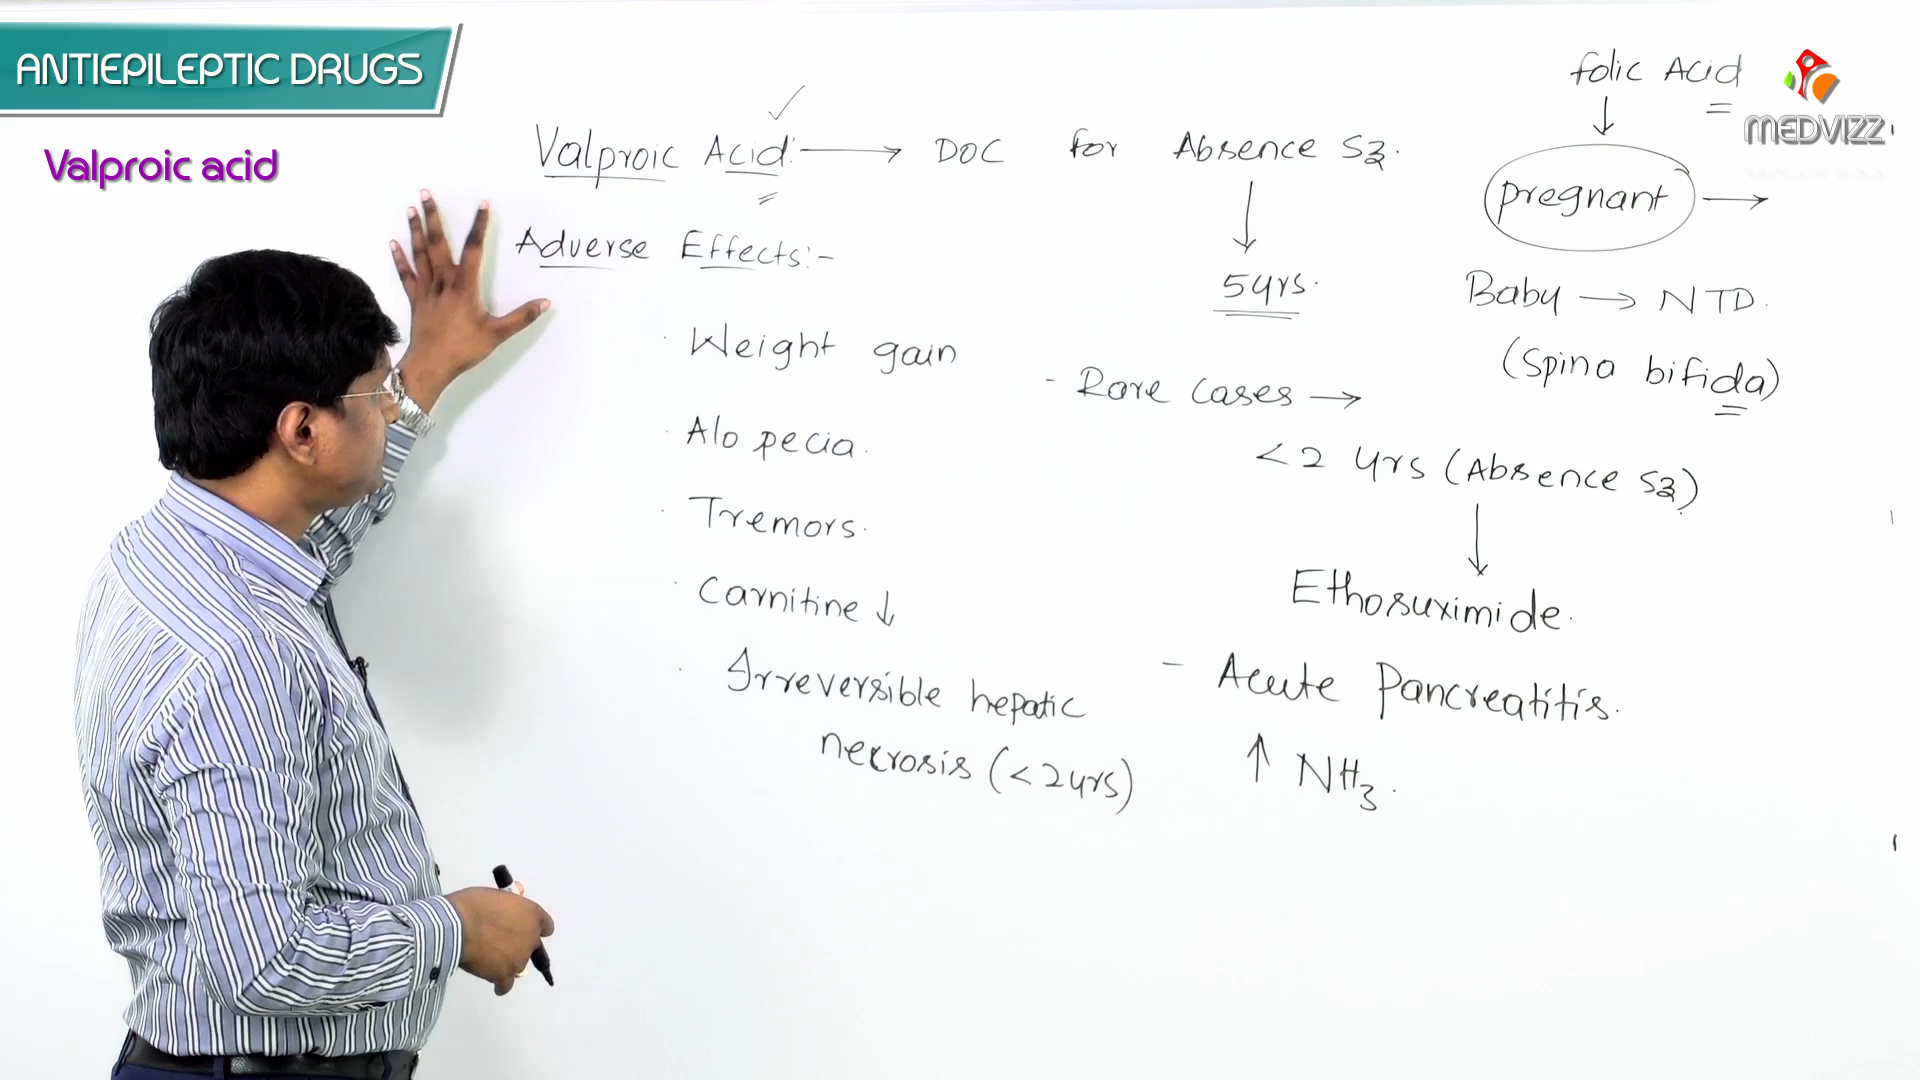 ANTIEPILEPTIC DRUGS
Valproic acid
MEDVIZZ
Valproic Acid: → DOC for Absence Sz.
↓
5yrs.
Adverse Effects:-
Weight gain
Alopecia.
Tremors.
Carnitine ↓
Irreversible hepatic
necrosis (<2yrs)
- Rare cases →
<2 yrs (Absence Sz)
↓
Ethosuximide.
- Acute Pancreatitis.
↑ NH3.
folic Acid
↓
pregnant →
Baby → NTD.
(Spina bifida)